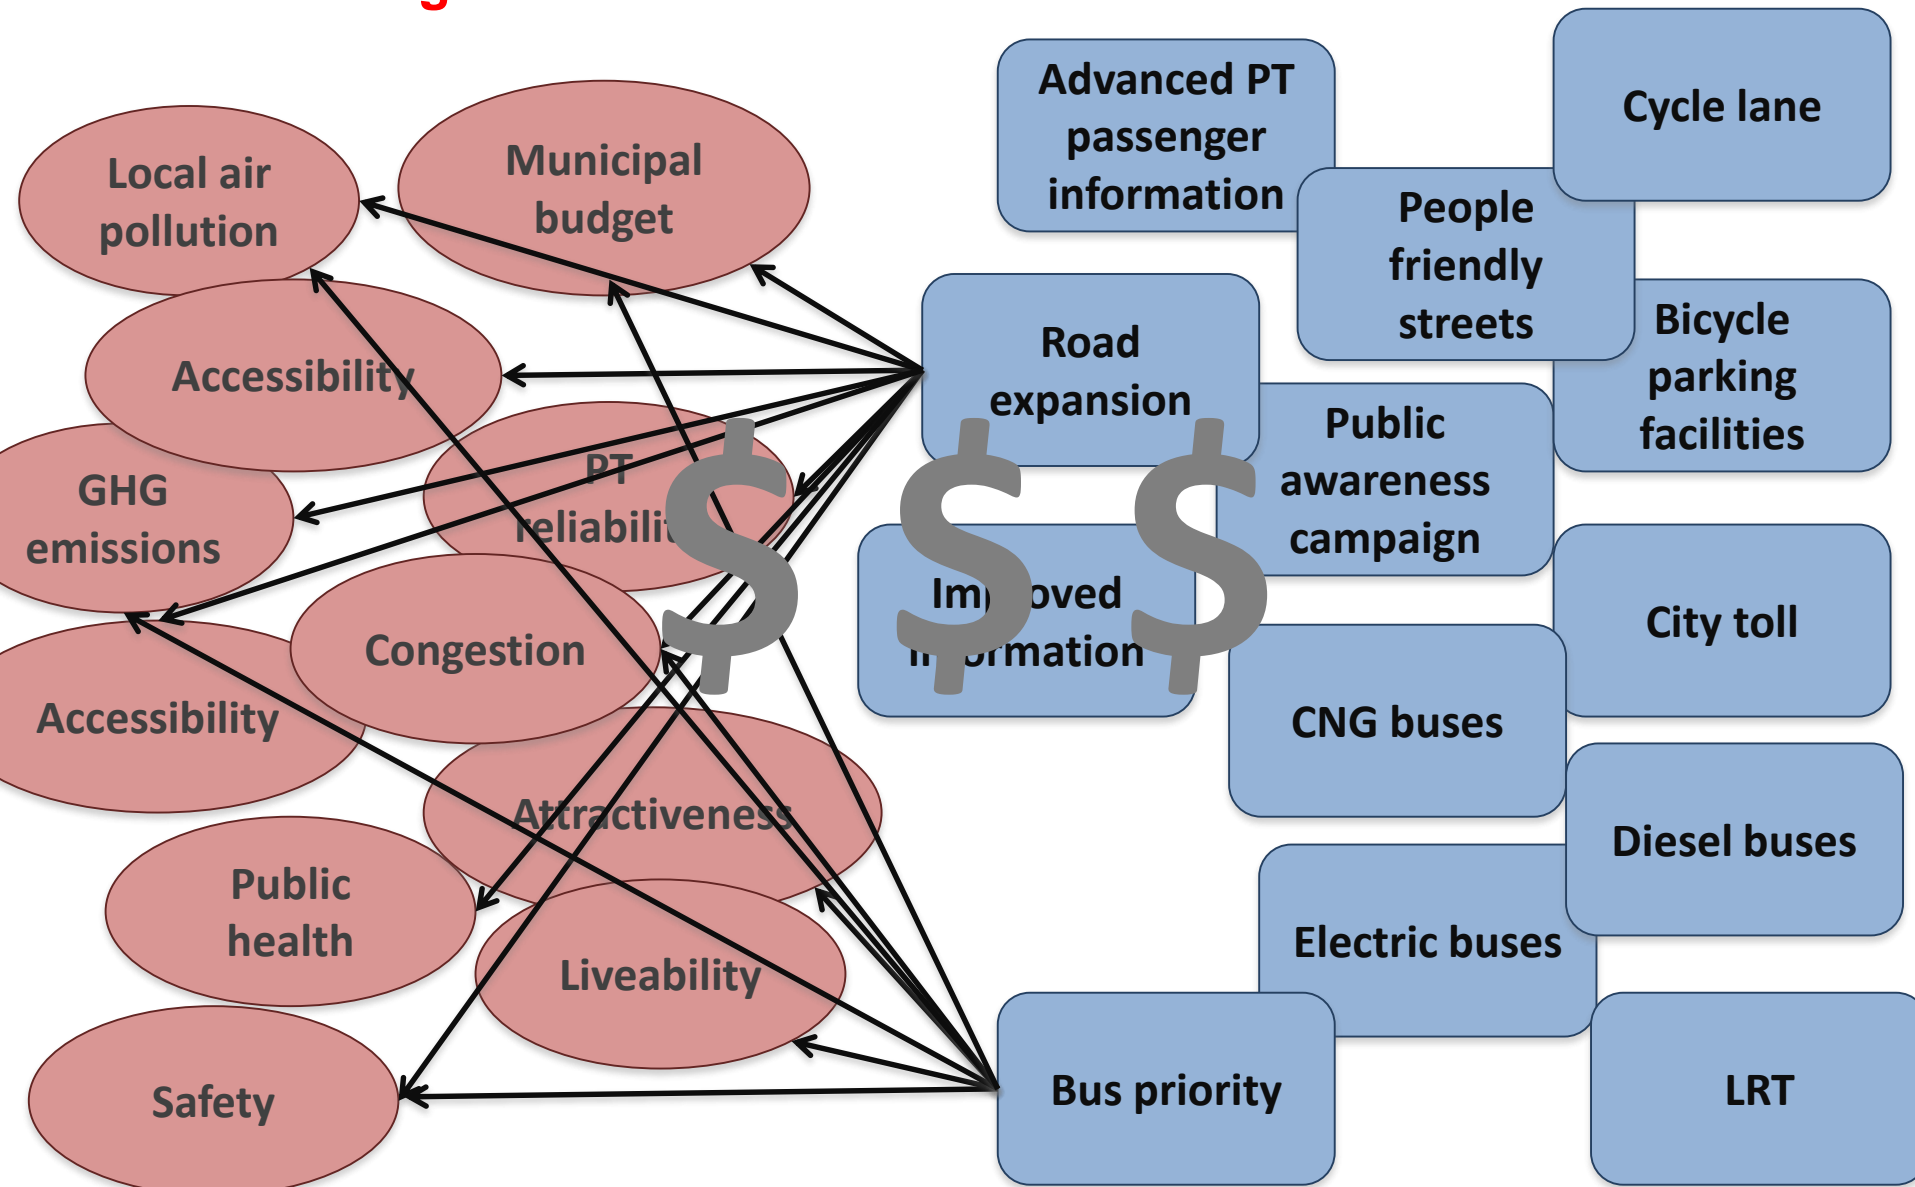 g
Local air
pollution
Municipal
budget
Accessibility
GHG
emissions
PT
Congestion
Accessibility
Attractiveness
Public
health
Liveability
Safety
Advanced PT
passenger
information
Cycle lane
People
friendly
streets
Road
expansion
Bicycle
parking
facilities
Public
awareness
campaign
$ $ $
City toll
CNG buses
Diesel buses
Electric buses
Bus priority
LRT